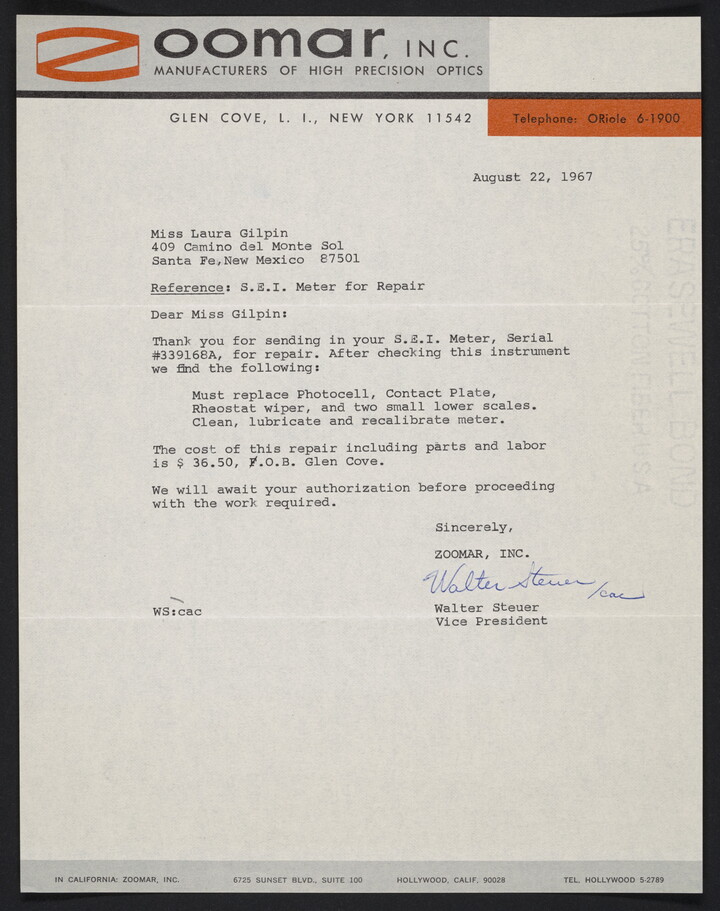 Zoomar, INC.
MANUFACTURERS OF HIGH PRECISION OPTICS
GLEN COVE, L. I., NEW YORK 11542
Telephone: ORiole 6-1900
August 22, 1967
Miss Laura Gilpin
409 Camino del Monte Sol
Santa Fe, New Mexico 87501
Reference: S.E.I. Meter for Repair
Dear Miss Gilpin:
Thank you for sending in your S.E.I. Meter, Serial
#339168A, for repair. After checking this instrument
we find the following:
Must replace Photocell, Contact Plate,
Rheostat wiper, and two small lower scales.
Clean, lubricate and recalibrate meter.
The cost of this repair including parts and labor
is $ 36.50, F.O.B. Glen Cove.
We will await your authorization before proceeding
with the work required.
Sincerely,
ZOOMAR, INC.
Walter Steuer /cac
WS:cac
Walter Steuer
Vice President
ERASEWELL BOND
25% COTTON FIBER U.S.A.
IN CALIFORNIA: ZOOMAR, INC. 6725 SUNSET BLVD., SUITE 100 HOLLYWOOD, CALIF. 90028 TEL. HOLLYWOOD 5-2789